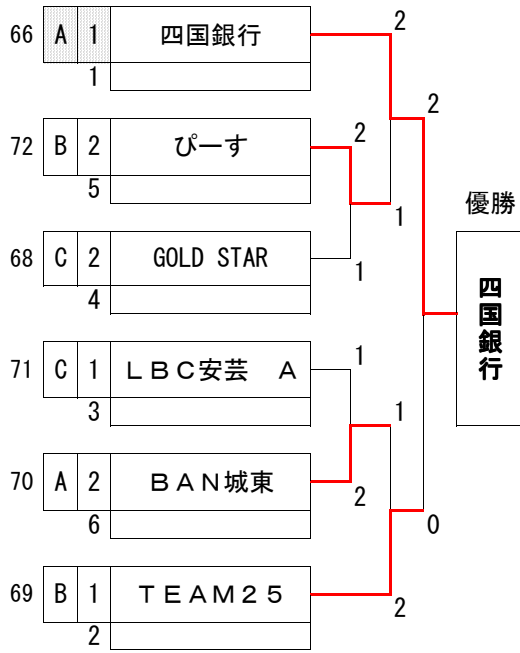 66 A 1 四国銀行 2
1
2
72 B 2 ぴーす 2
5
1
優勝
四国銀行
68 C 2 GOLD STAR 1
4
71 C 1 ＬＢＣ安芸　Ａ 1
3
1
70 A 2 ＢＡＮ城東 2
6
0
69 B 1 ＴＥＡＭ２５ 2
2